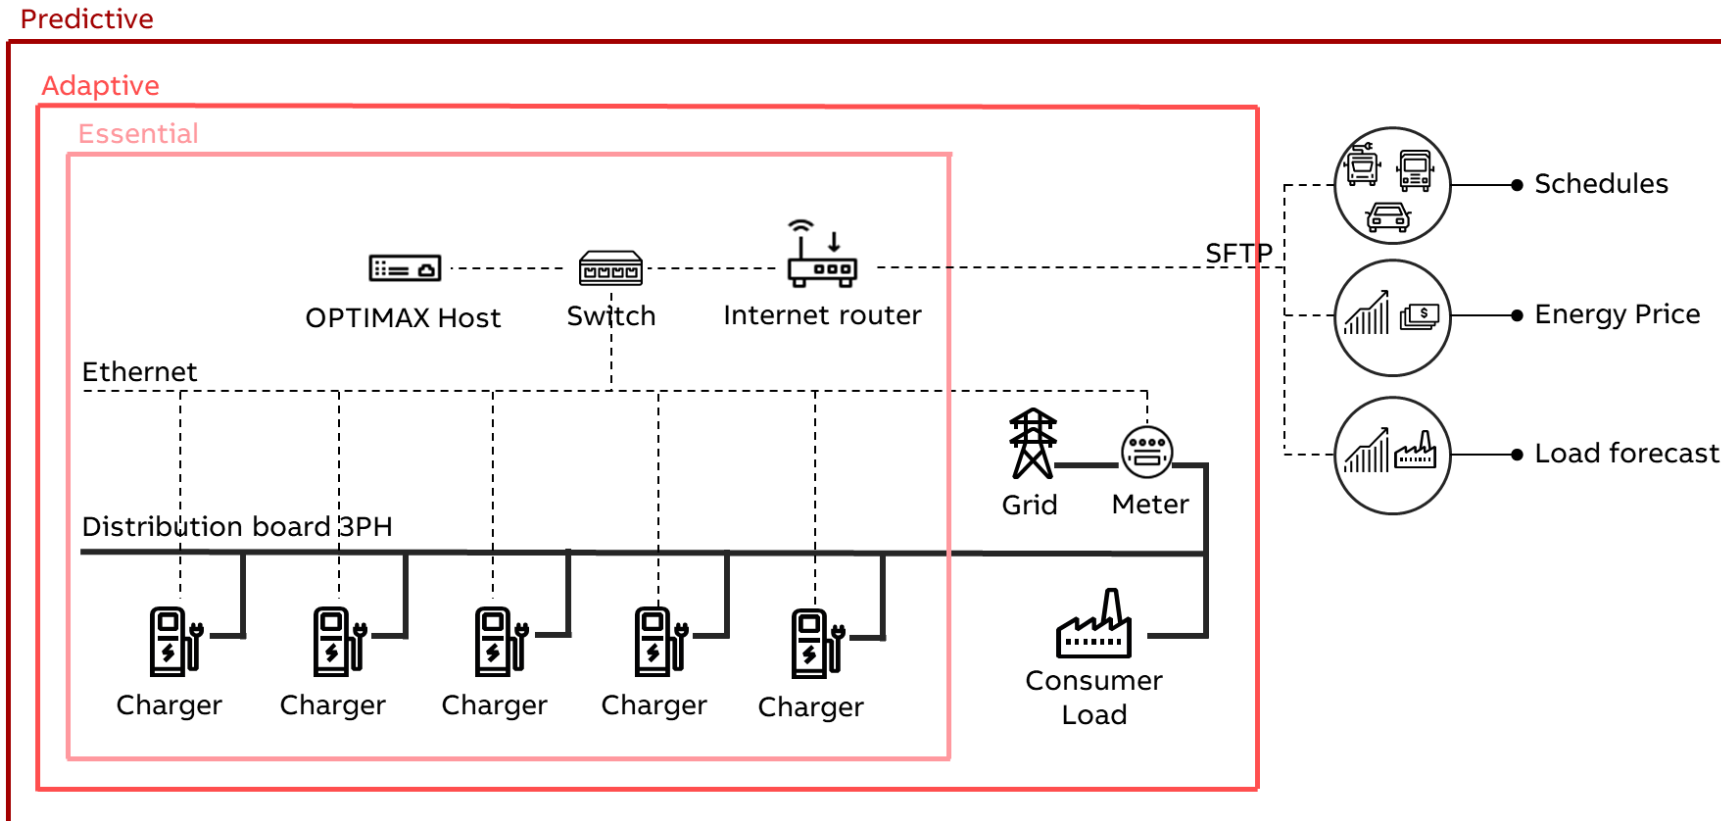 Predictive
Adaptive
Essential
Schedules
SFTP
OPTIMAX Host
Switch
Internet router
Energy Price
$
Ethernet
Load forecast
Grid
Meter
Distribution board 3PH
Consumer
Load
Charger
Charger
Charger
Charger
Charger